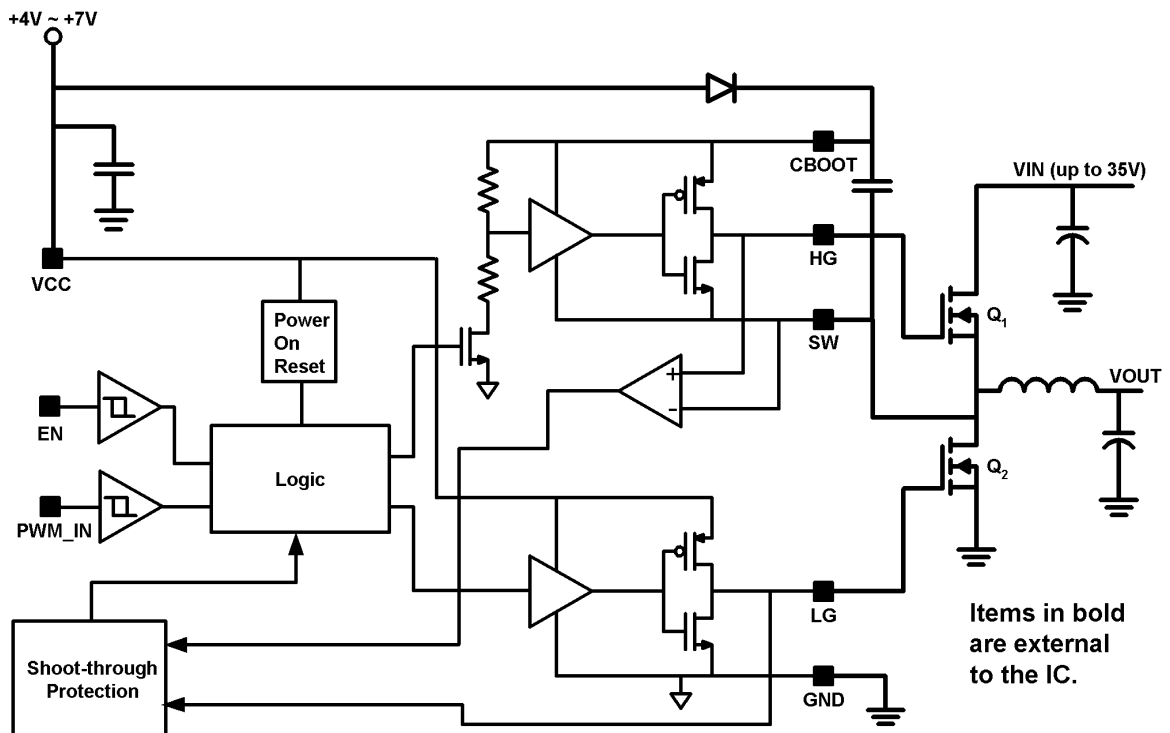 +4V ~ +7V
CBOOT
VIN (up to 35V)
VCC
HG
Power
On
Reset
Q1
SW
+
−
VOUT
EN
Logic
Q2
PWM_IN
LG
Items in bold
are external
to the IC.
Shoot-through
Protection
GND